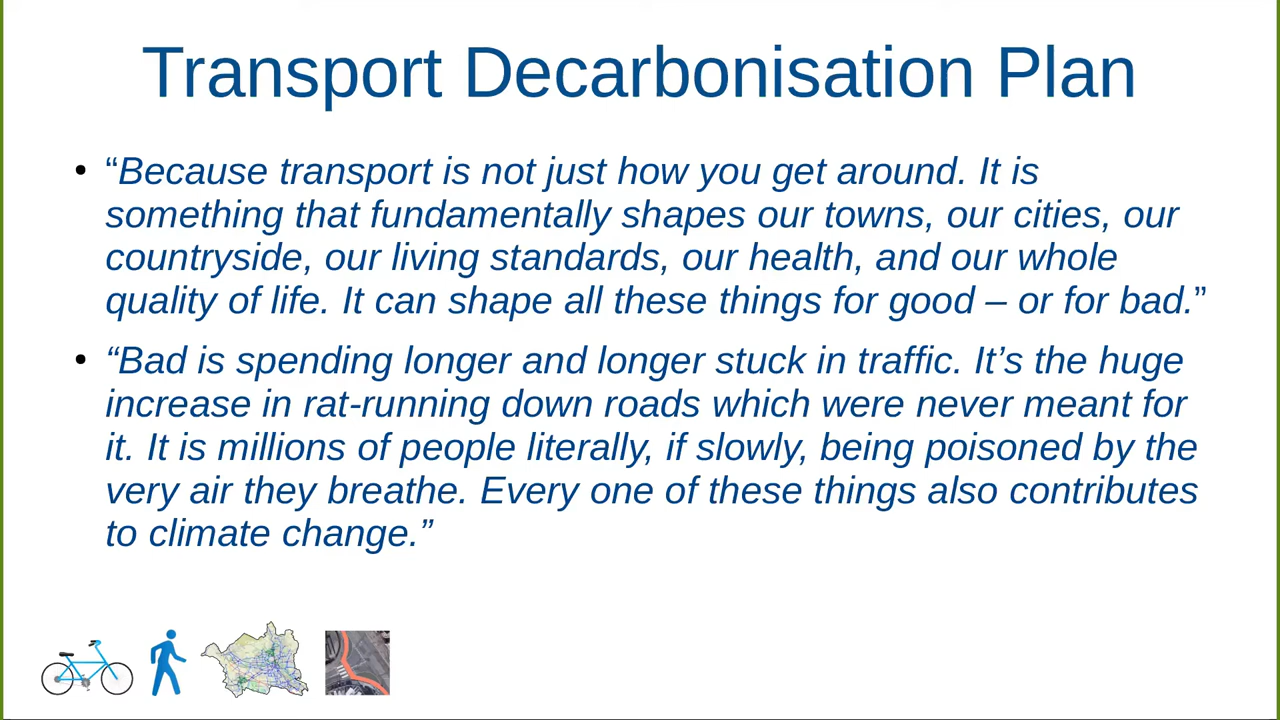 Transport Decarbonisation Plan
• “Because transport is not just how you get around. It is
something that fundamentally shapes our towns, our cities, our
countryside, our living standards, our health, and our whole
quality of life. It can shape all these things for good – or for bad.”
• “Bad is spending longer and longer stuck in traffic. It’s the huge
increase in rat-running down roads which were never meant for
it. It is millions of people literally, if slowly, being poisoned by the
very air they breathe. Every one of these things also contributes
to climate change.”